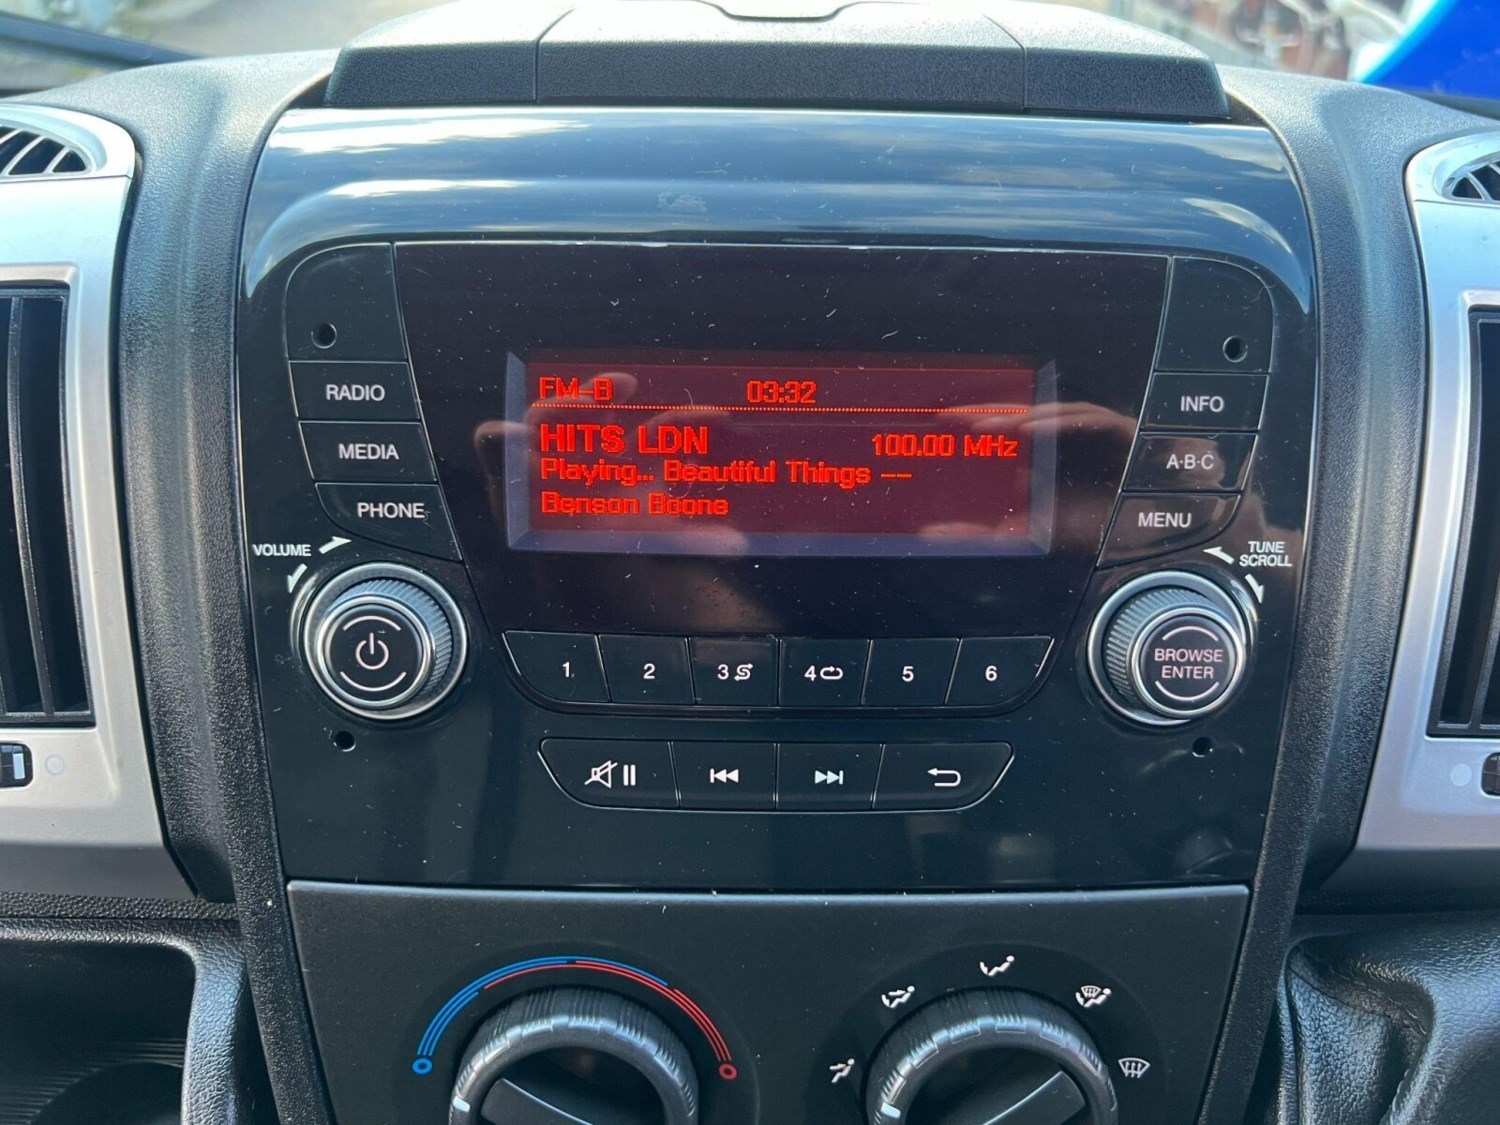 FM-B 03:32
HITS LDN 100.00 MHz
Playing... Beautiful Things --
Benson Boone
RADIO
MEDIA
PHONE
VOLUME
INFO
A·B·C
MENU
TUNE
SCROLL
BROWSE
ENTER
1 2 3 4 5 6